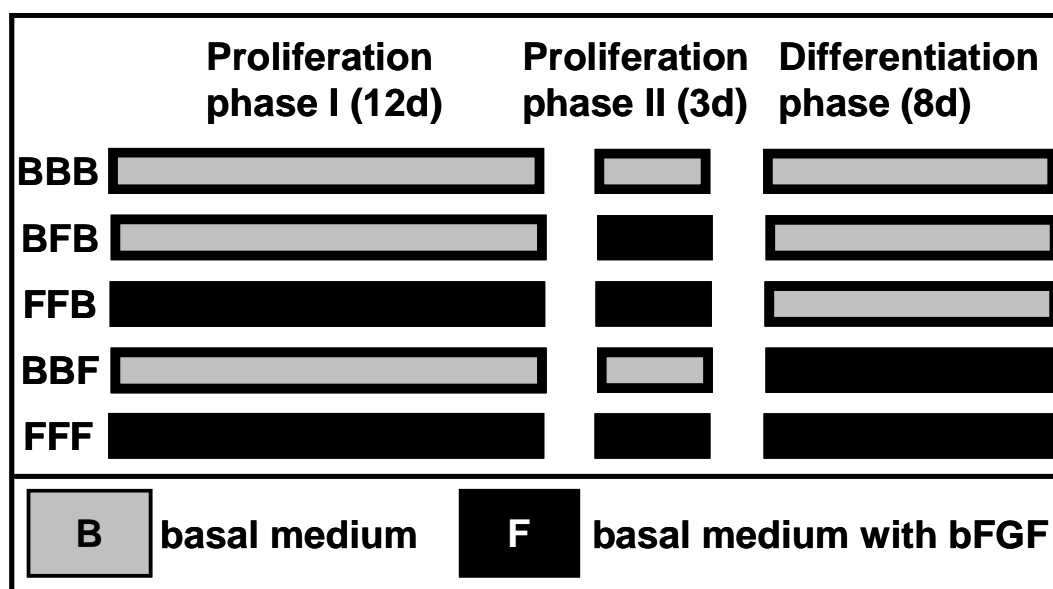 Proliferation phase I (12d)
Proliferation phase II (3d)
Differentiation phase (8d)
BBB
BFB
FFB
BBF
FFF
B basal medium F basal medium with bFGF